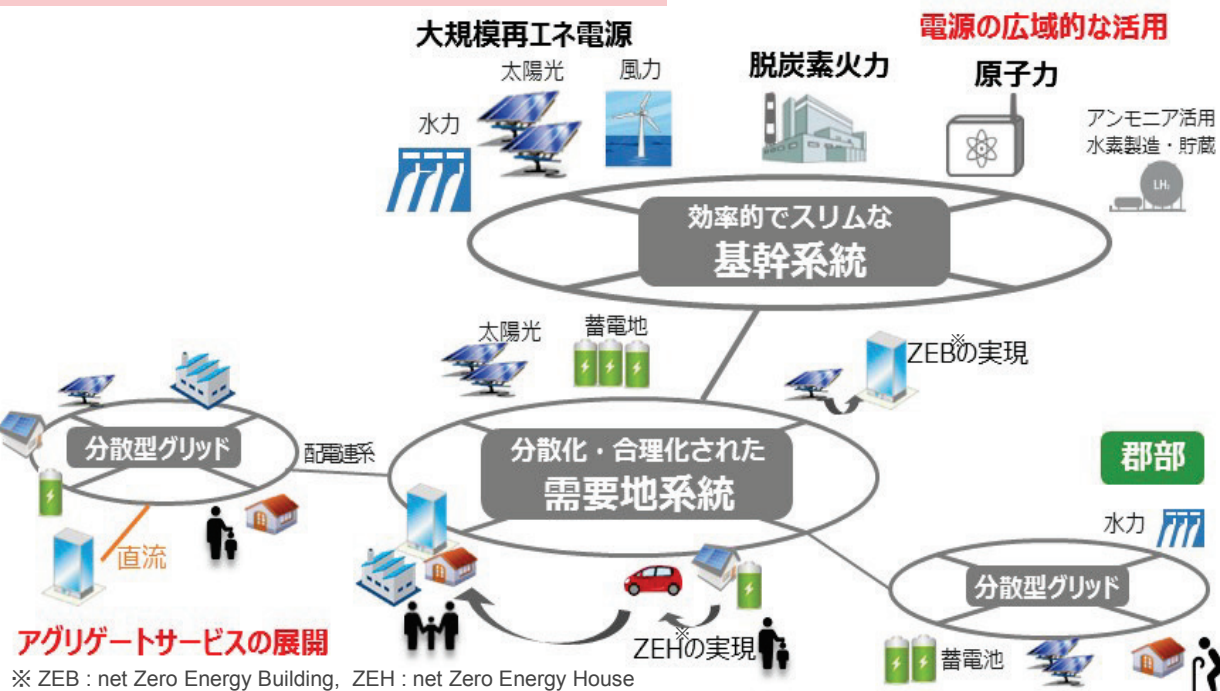 電源の広域的な活用
大規模再エネ電源
太陽光
風力
水力
脱炭素火力
原子力
アンモニア活用
水素製造・貯蔵
LH₂
効率的でスリムな
基幹系統
太陽光
蓄電地
※
ZEBの実現
分散型グリッド
配電連系
分散化・合理化された
需要地系統
郡部
水力
直流
分散型グリッド
※
ZEHの実現
蓄電池
アグリゲートサービスの展開
※ ZEB : net Zero Energy Building, ZEH : net Zero Energy House